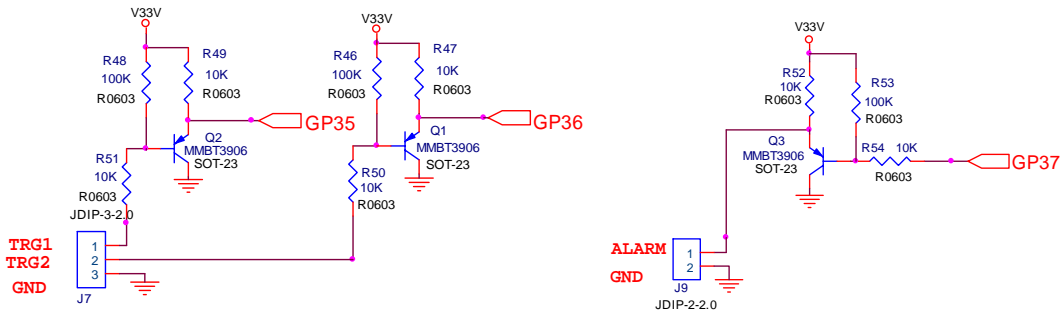 V33V
R48
100K
R0603
R49
10K
R0603
GP35
Q2
MMBT3906
SOT-23
R51
10K
R0603
JDIP-3-2.0
TRG1
TRG2
GND
1
2
3
J7
V33V
R46
100K
R0603
R47
10K
R0603
GP36
Q1
MMBT3906
SOT-23
R50
10K
R0603
V33V
R52
10K
R0603
R53
100K
R0603
Q3
MMBT3906
SOT-23
R54 10K
R0603
GP37
ALARM
GND
1
2
J9
JDIP-2-2.0